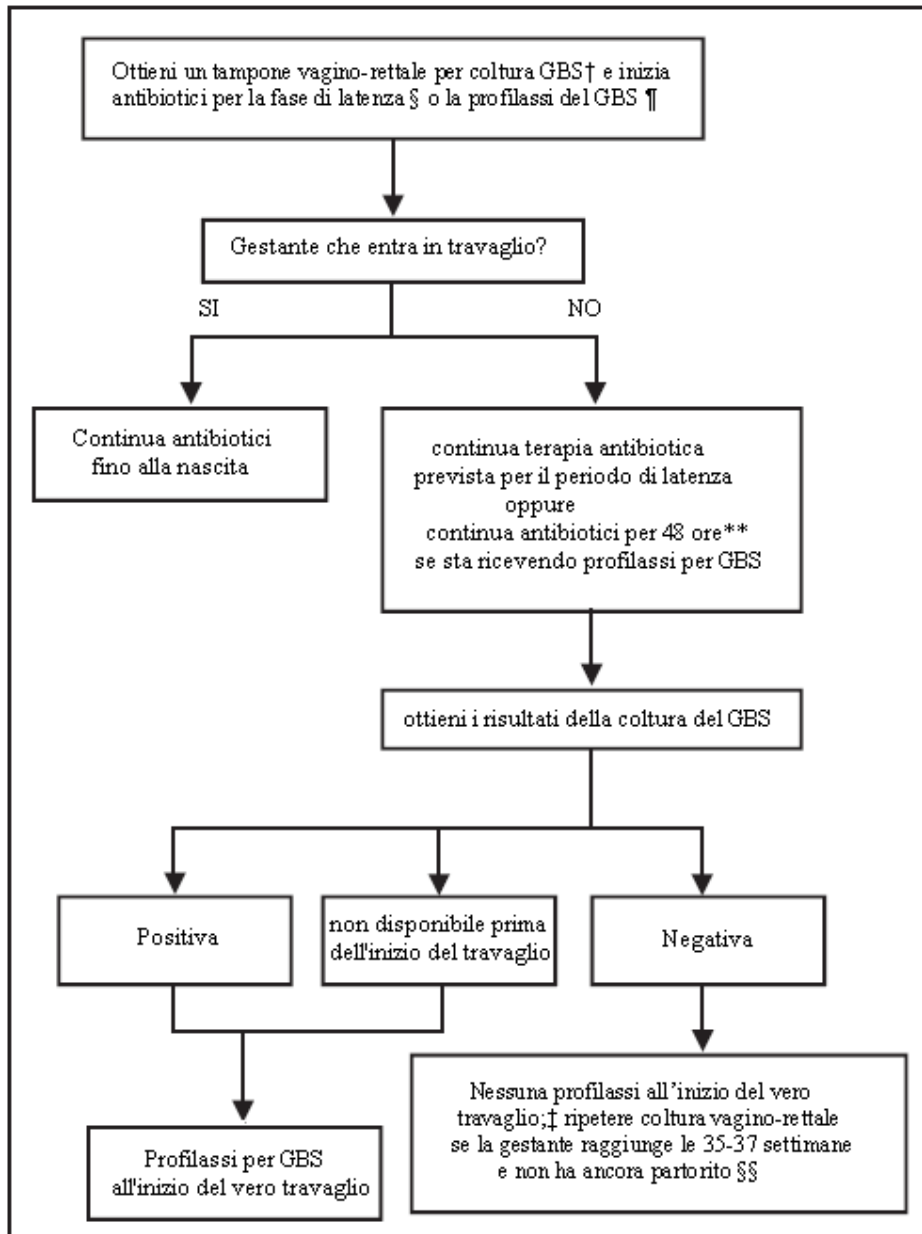 Ottieni un tampone vagino-rettale per coltura GBS† e inizia
antibiotici per la fase di latenza § o la profilassi del GBS ¶
Gestante che entra in travaglio?
SI
NO
Continua antibiotici
fino alla nascita
continua terapia antibiotica
prevista per il periodo di latenza
oppure
continua antibiotici per 48 ore**
se sta ricevendo profilassi per GBS
ottieni i risultati della coltura del GBS
Positiva
non disponibile prima
dell'inizio del travaglio
Negativa
Profilassi per GBS
all'inizio del vero travaglio
Nessuna profilassi all’inizio del vero
travaglio;‡ ripetere coltura vagino-rettale
se la gestante raggiunge le 35-37 settimane
e non ha ancora partorito §§